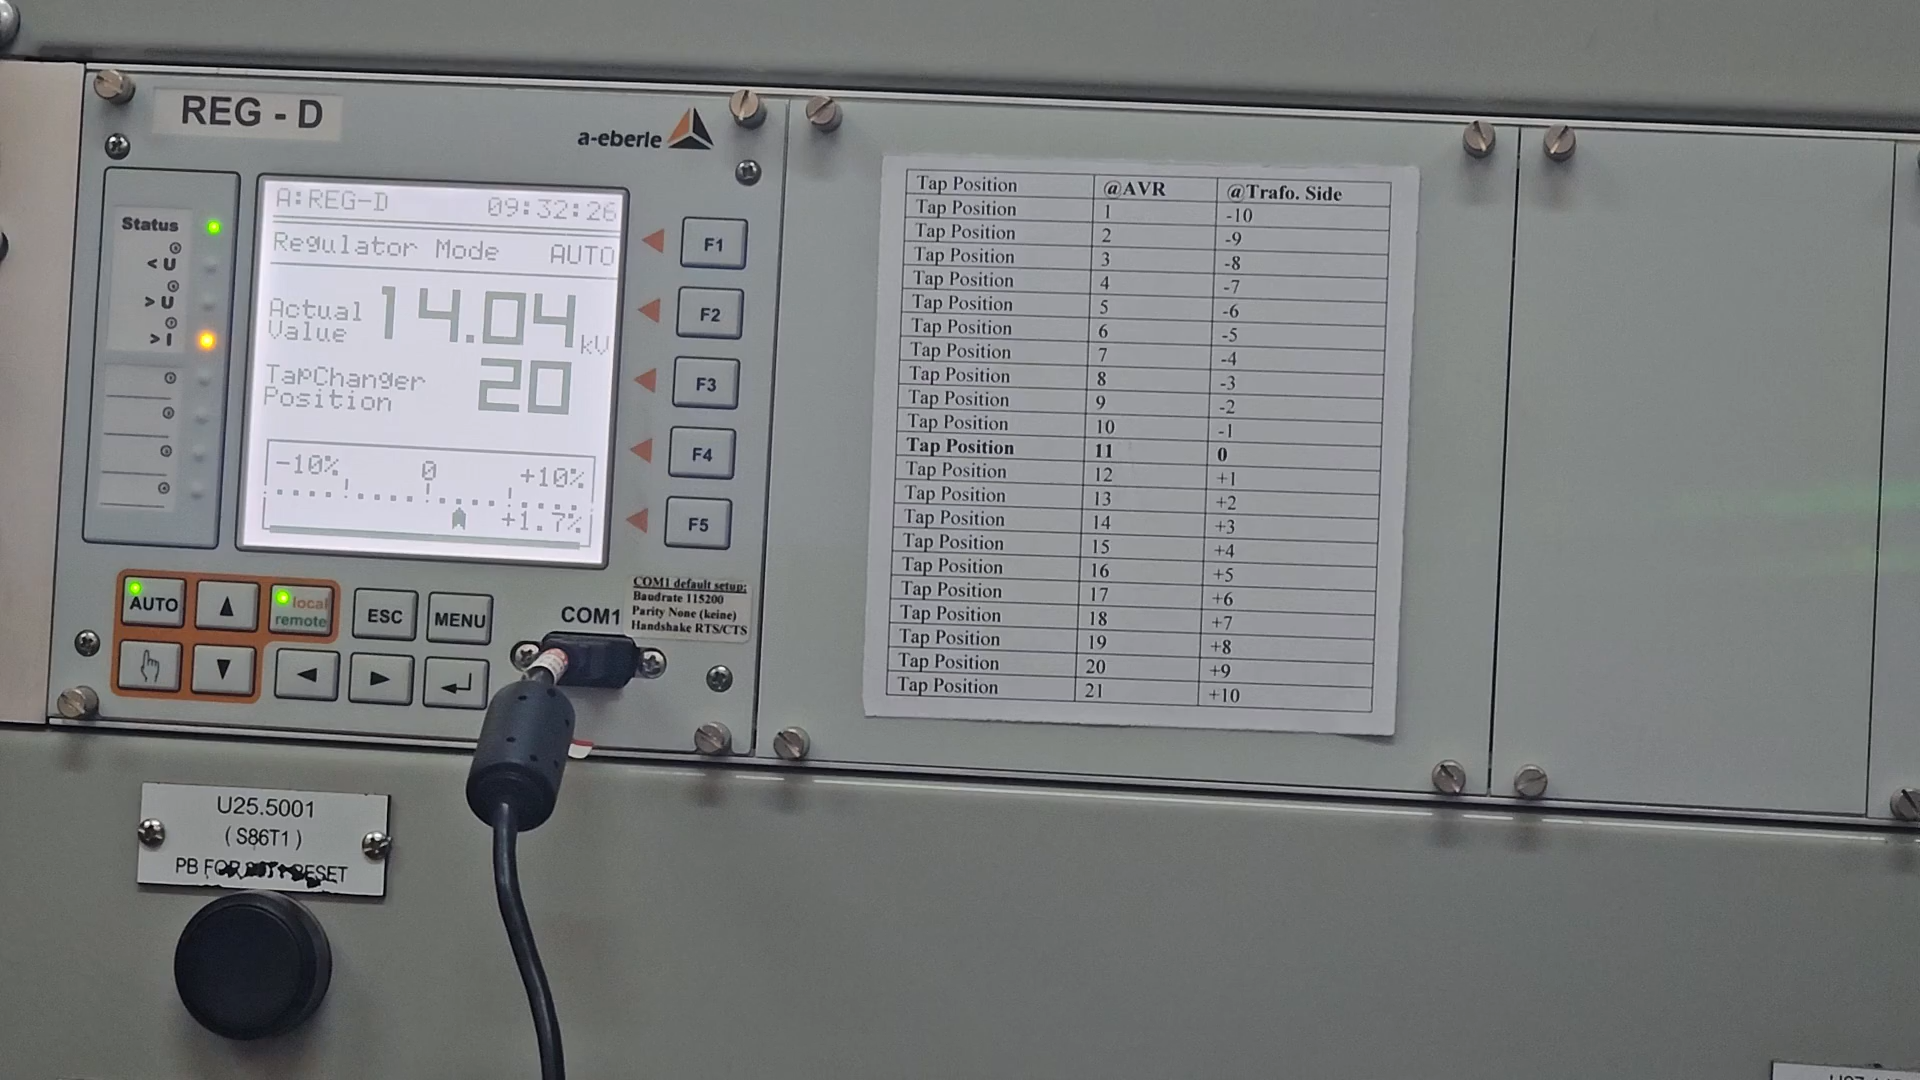 REG - D
a-eberle
Status
< U
> U
> I
A:REG-D 09:32:26
Regulator Mode AUTO
Actual Value 14.04 kV
TapChanger Position 20
-10% 0 +10%
+1.7%
F1
F2
F3
F4
F5
AUTO
local
remote
ESC
MENU
COM1
COM1 default setup:
Baudrate 115200
Parity None (keine)
Handshake RTS/CTS
Tap Position @AVR @Trafo. Side
Tap Position 1 -10
Tap Position 2 -9
Tap Position 3 -8
Tap Position 4 -7
Tap Position 5 -6
Tap Position 6 -5
Tap Position 7 -4
Tap Position 8 -3
Tap Position 9 -2
Tap Position 10 -1
Tap Position 11 0
Tap Position 12 +1
Tap Position 13 +2
Tap Position 14 +3
Tap Position 15 +4
Tap Position 16 +5
Tap Position 17 +6
Tap Position 18 +7
Tap Position 19 +8
Tap Position 20 +9
Tap Position 21 +10
U25.5001
(S86T1)
PB FOR RESET